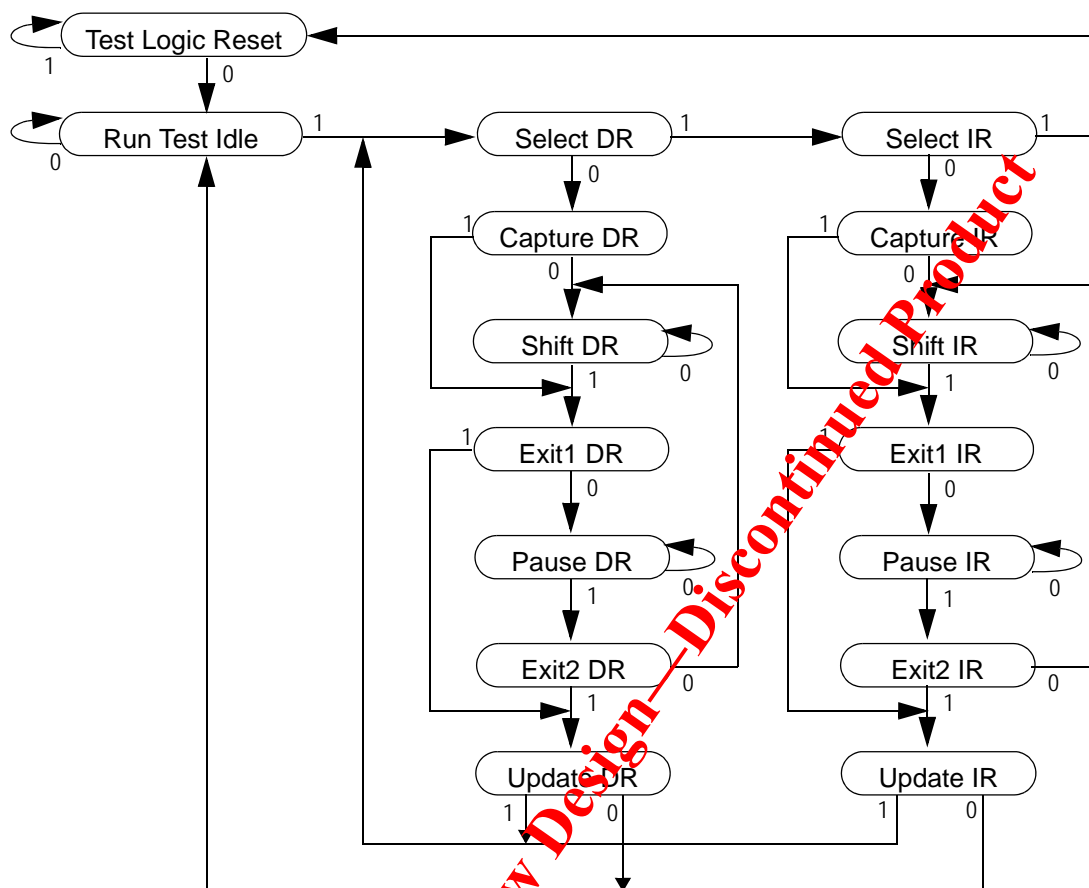 Test Logic Reset
1
0
Run Test Idle
1
Select DR
1
Select IR
1
0
0
0
1
Capture DR
1
Capture IR
0
0
Shift DR
Shift IR
1
0
1
0
1
Exit1 DR
1
Exit1 IR
0
0
Pause DR
Pause IR
0
0
1
1
Exit2 DR
Exit2 IR
0
0
1
1
Update DR
Update IR
1
0
1
0
w Design—Discontinued Product